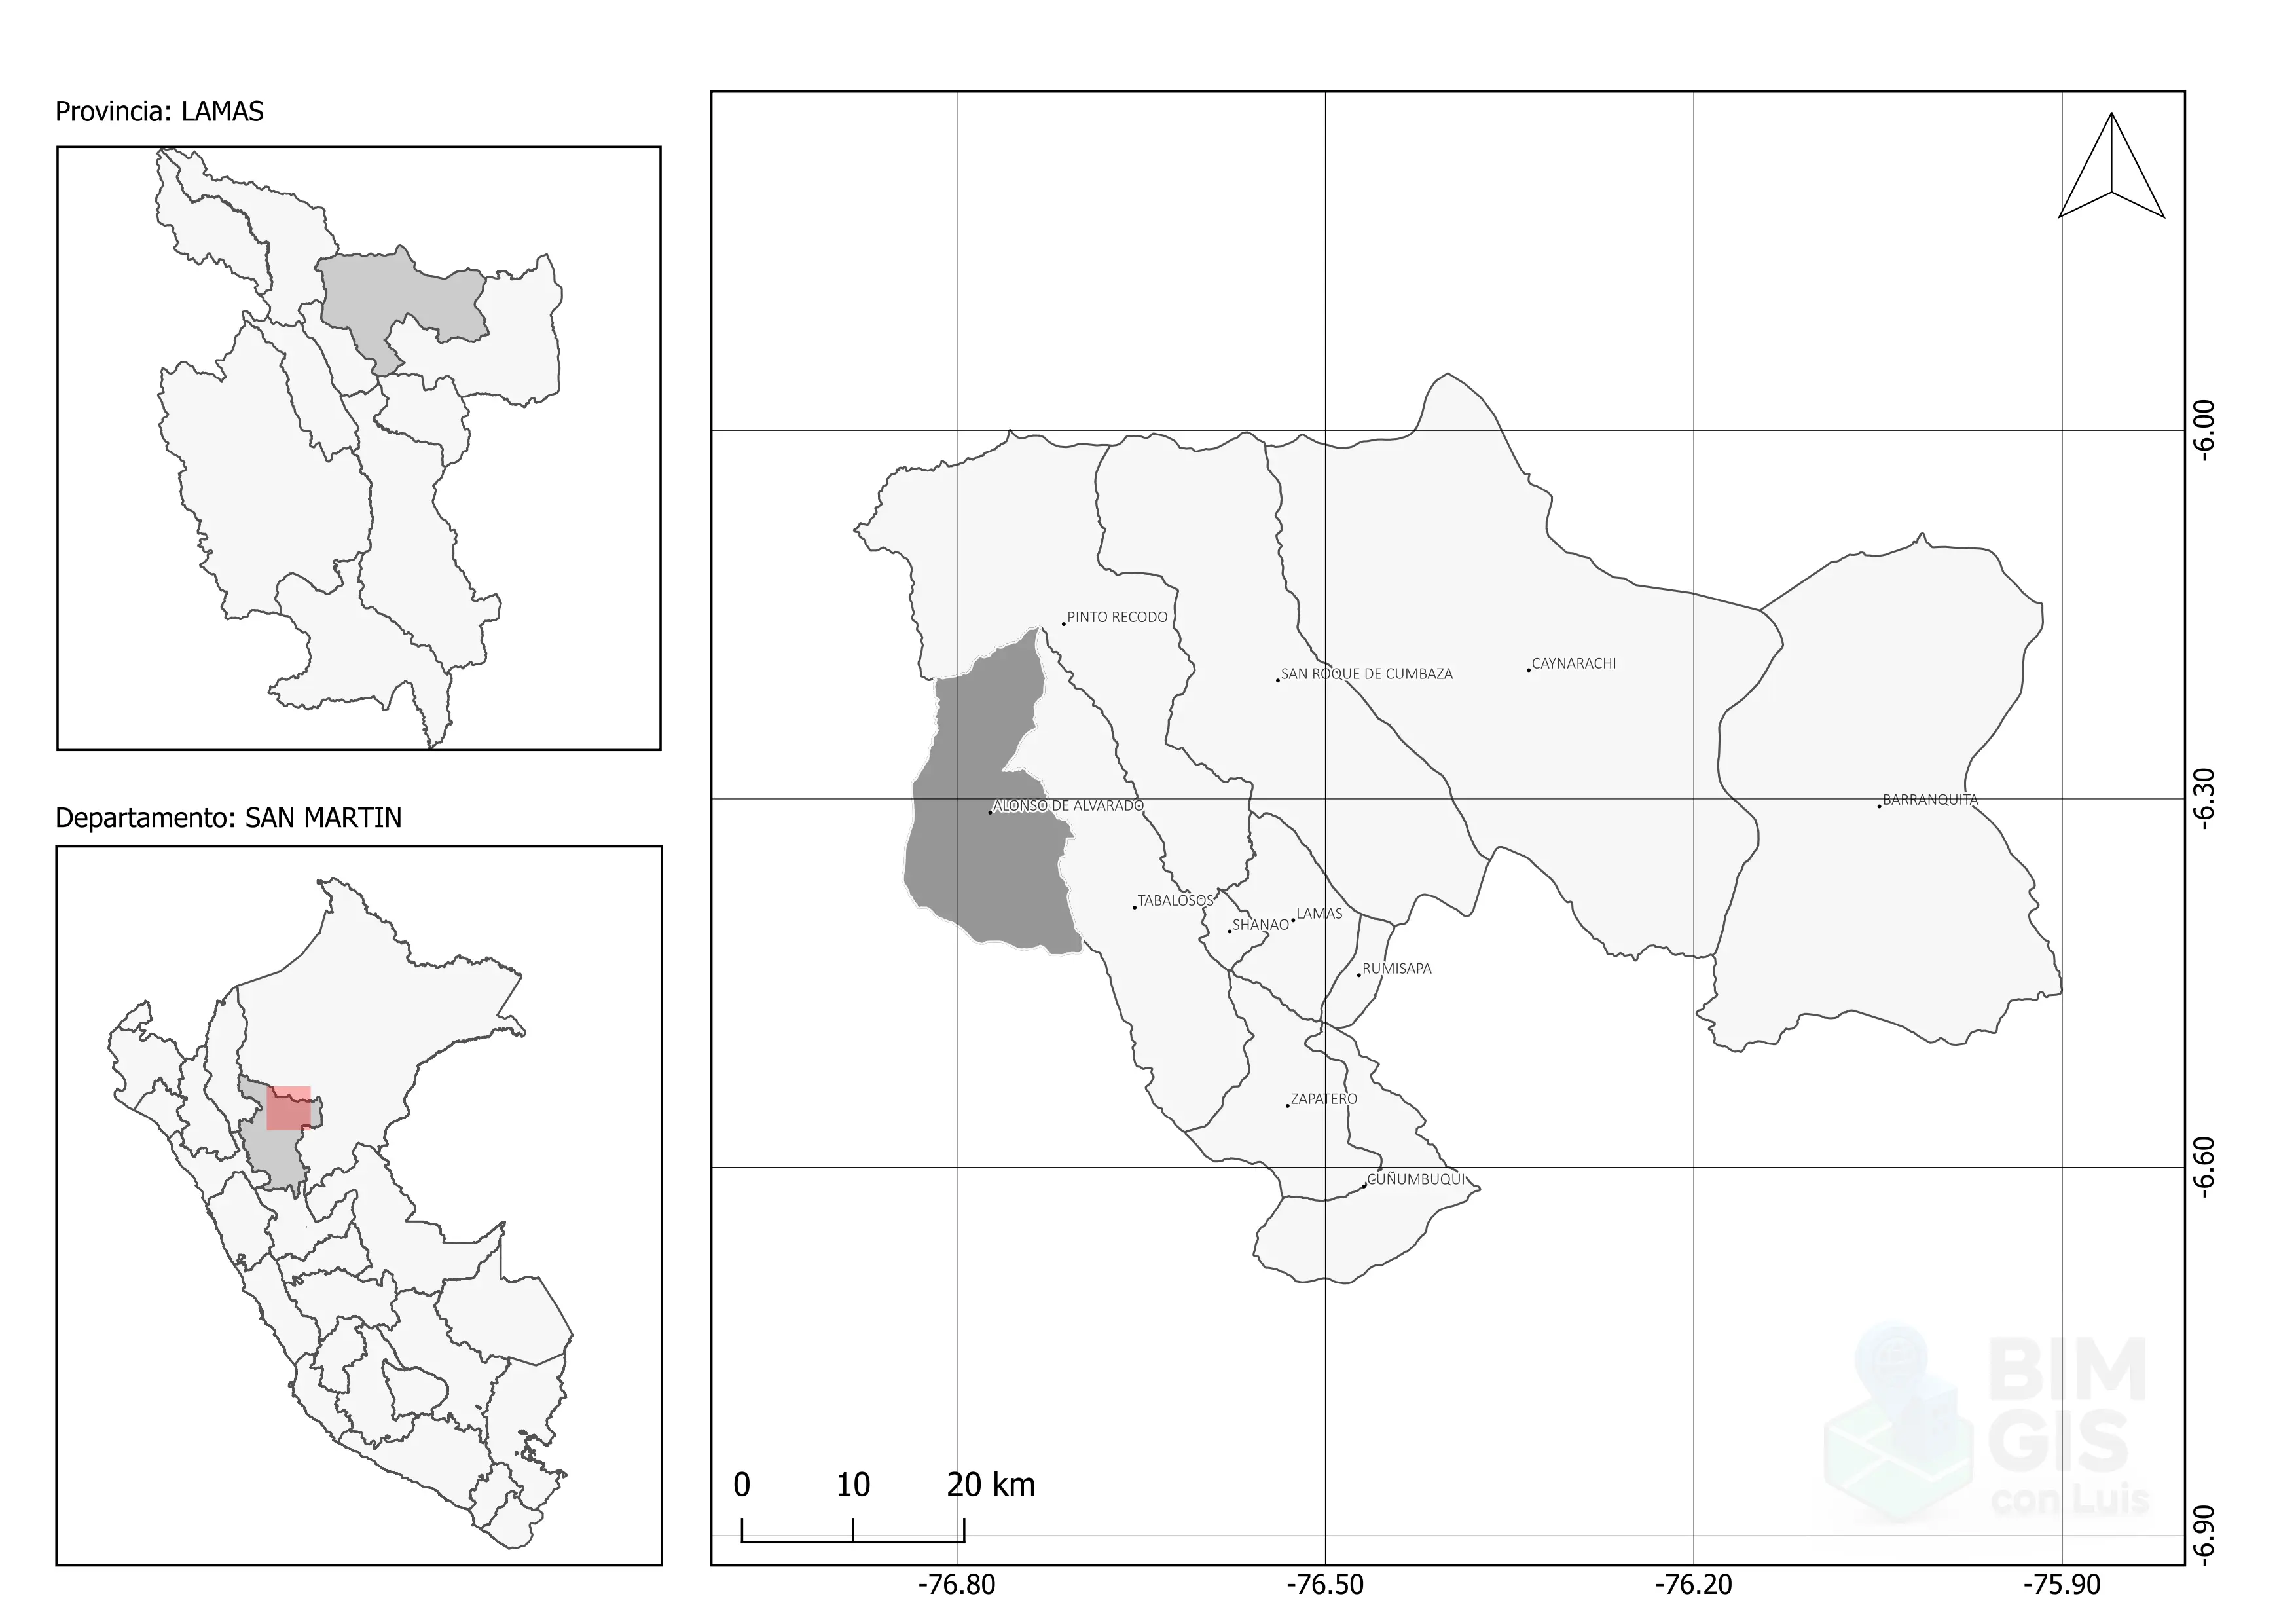 Provincia: LAMAS
Departamento: SAN MARTIN
PINTO RECODO
SAN ROQUE DE CUMBAZA
CAYNARACHI
ALONSO DE ALVARADO
BARRANQUITA
TABALOSOS
SHANAO
LAMAS
RUMISAPA
ZAPATERO
CUÑUMBUQUI
-6.00
-6.30
-6.60
-6.90
0 10 20 km
-76.80 -76.50 -76.20 -75.90
BIM
GIS
con Luis